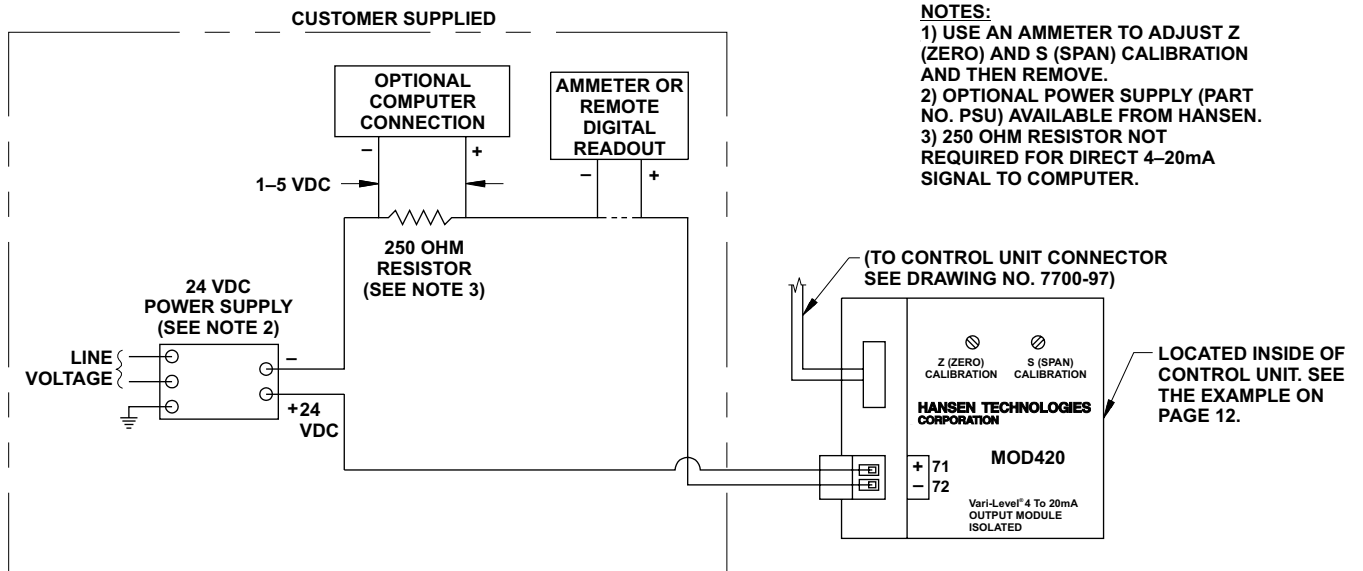 CUSTOMER SUPPLIED
NOTES:
1) USE AN AMMETER TO ADJUST Z
(ZERO) AND S (SPAN) CALIBRATION
AND THEN REMOVE.
2) OPTIONAL POWER SUPPLY (PART
NO. PSU) AVAILABLE FROM HANSEN.
3) 250 OHM RESISTOR NOT
REQUIRED FOR DIRECT 4–20mA
SIGNAL TO COMPUTER.
OPTIONAL
COMPUTER
CONNECTION
– +
AMMETER OR
REMOTE
DIGITAL
READOUT
– +
1–5 VDC
250 OHM
RESISTOR
(SEE NOTE 3)
24 VDC
POWER SUPPLY
(SEE NOTE 2)
LINE
VOLTAGE
–
+24
VDC
(TO CONTROL UNIT CONNECTOR
SEE DRAWING NO. 7700-97)
Z (ZERO)
CALIBRATION
S (SPAN)
CALIBRATION
HANSEN TECHNOLOGIES
CORPORATION
MOD420
+ 71
– 72
Vari-Level® 4 To 20mA
OUTPUT MODULE
ISOLATED
LOCATED INSIDE OF
CONTROL UNIT. SEE
THE EXAMPLE ON
PAGE 12.